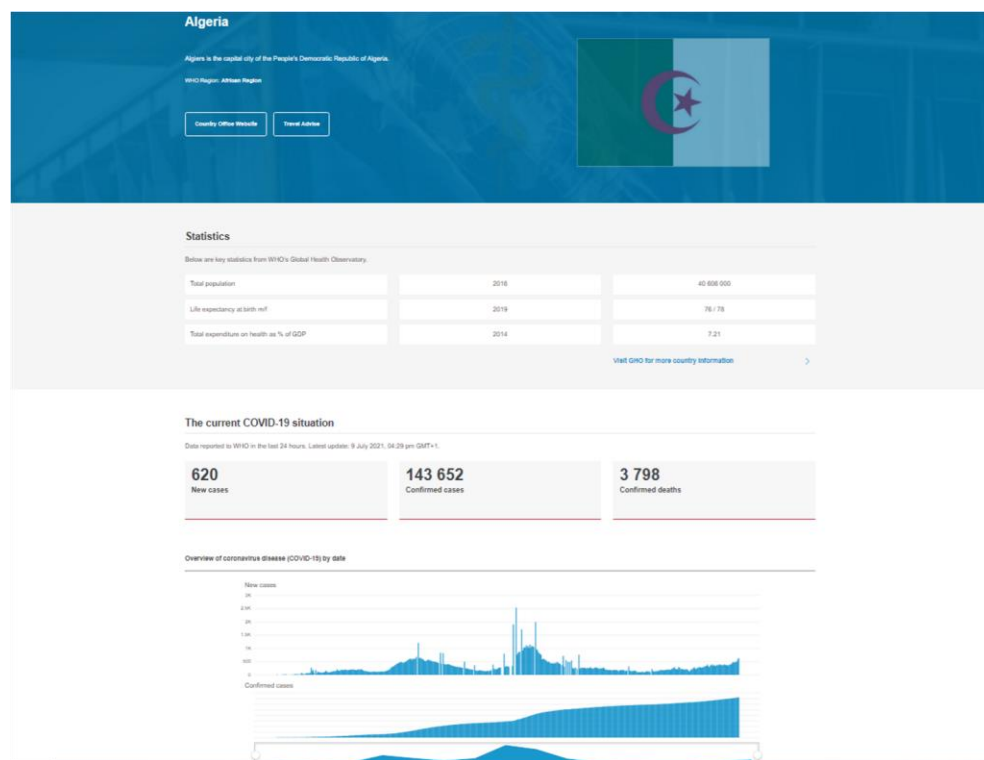 Algeria
Algiers is the capital city of the People's Democratic Republic of Algeria.
WHO Region: African Region
Country Office Website
Travel Advise
Statistics
Below are key statistics from WHO's Global Health Observatory.
Total population 2016 40 606 000
Life expectancy at birth m/f 2019 76 / 78
Total expenditure on health as % of GDP 2014 7.21
Visit GHO for more country information
The current COVID-19 situation
Data reported to WHO in the last 24 hours. Latest update: 9 July 2021, 04:29 pm GMT+1.
620 143 652 3 798
New cases Confirmed cases Confirmed deaths
Overview of coronavirus disease (COVID-19) by date
New cases
3K
2.5K
2K
1.5K
1K
500
0
Confirmed cases